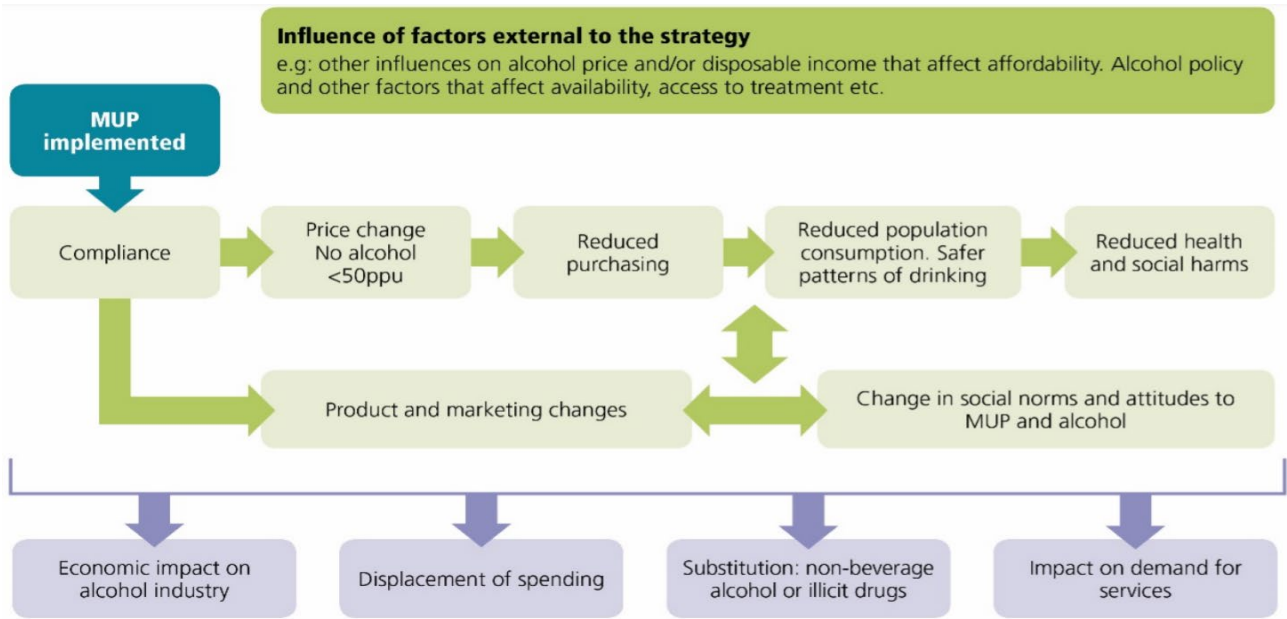 Influence of factors external to the strategy
e.g: other influences on alcohol price and/or disposable income that affect affordability. Alcohol policy
and other factors that affect availability, access to treatment etc.
MUP
implemented
Compliance
Price change
No alcohol
<50ppu
Reduced
purchasing
Reduced population
consumption. Safer
patterns of drinking
Reduced health
and social harms
Product and marketing changes
Change in social norms and attitudes to
MUP and alcohol
Economic impact on
alcohol industry
Displacement of spending
Substitution: non-beverage
alcohol or illicit drugs
Impact on demand for
services